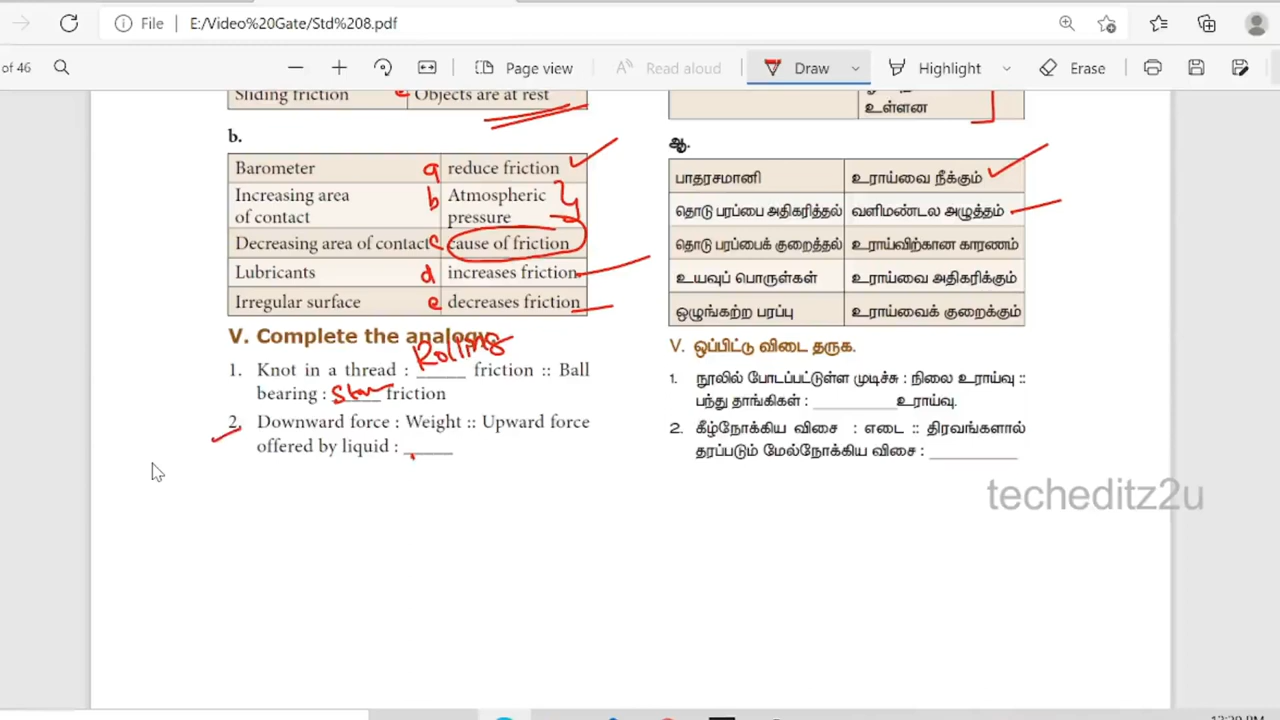 File E:/Video%20Gate/Std%208.pdf
of 46 Page view Read aloud Draw Highlight Erase
Sliding friction e Objects are at rest
b.
Barometer a reduce friction
Increasing area of contact b Atmospheric pressure
Decreasing area of contact c cause of friction
Lubricants d increases friction
Irregular surface e decreases friction
V. Complete the analogy
Rolling
1. Knot in a thread : _____ friction :: Ball
bearing : _____ friction
2. Downward force : Weight :: Upward force
offered by liquid : _____
உள்ளன
ஆ.
பாதரசமானி உராய்வை நீக்கும்
தொடு பரப்பை அதிகரித்தல் வளிமண்டல அழுத்தம்
தொடு பரப்பைக் குறைத்தல் உராய்விற்கான காரணம்
உயவுப் பொருள்கள் உராய்வை அதிகரிக்கும்
ஒழுங்கற்ற பரப்பு உராய்வைக் குறைக்கும்
V. ஒப்பிட்டு விடை தருக.
1. நூலில் போடப்பட்டுள்ள முடிச்சு : நிலை உராய்வு ::
பந்து தாங்கிகள் : _________ உராய்வு.
2. கீழ்நோக்கிய விசை : எடை :: திரவங்களால்
தரப்படும் மேல்நோக்கிய விசை : _________
techeditz2u